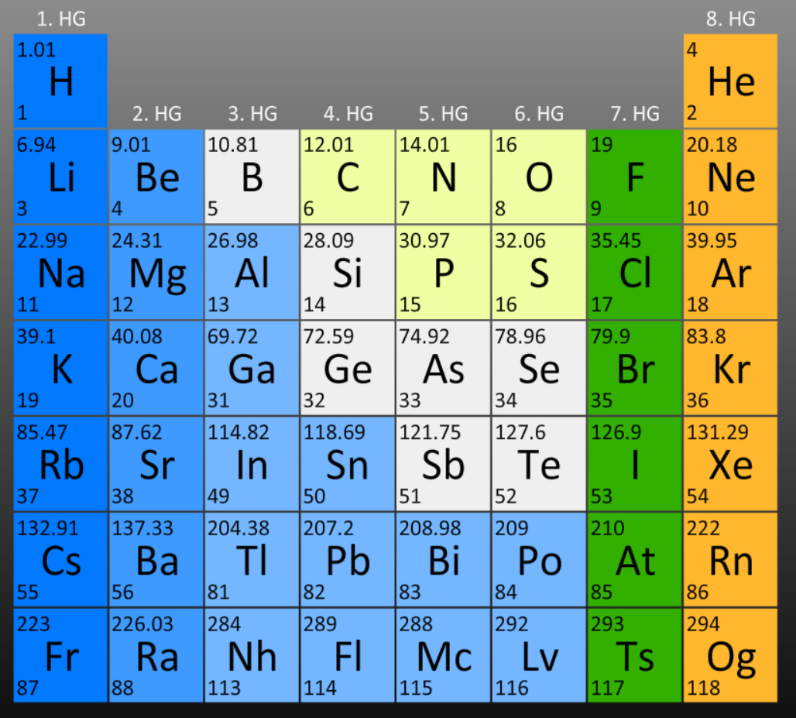 1. HG 8. HG
1.01 4
H He
1 2. HG 3. HG 4. HG 5. HG 6. HG 7. HG 2
6.94 9.01 10.81 12.01 14.01 16 19 20.18
Li Be B C N O F Ne
3 4 5 6 7 8 9 10
22.99 24.31 26.98 28.09 30.97 32.06 35.45 39.95
Na Mg Al Si P S Cl Ar
11 12 13 14 15 16 17 18
39.1 40.08 69.72 72.59 74.92 78.96 79.9 83.8
K Ca Ga Ge As Se Br Kr
19 20 31 32 33 34 35 36
85.47 87.62 114.82 118.69 121.75 127.6 126.9 131.29
Rb Sr In Sn Sb Te I Xe
37 38 49 50 51 52 53 54
132.91 137.33 204.38 207.2 208.98 209 210 222
Cs Ba Tl Pb Bi Po At Rn
55 56 81 82 83 84 85 86
223 226.03 284 289 288 292 293 294
Fr Ra Nh Fl Mc Lv Ts Og
87 88 113 114 115 116 117 118